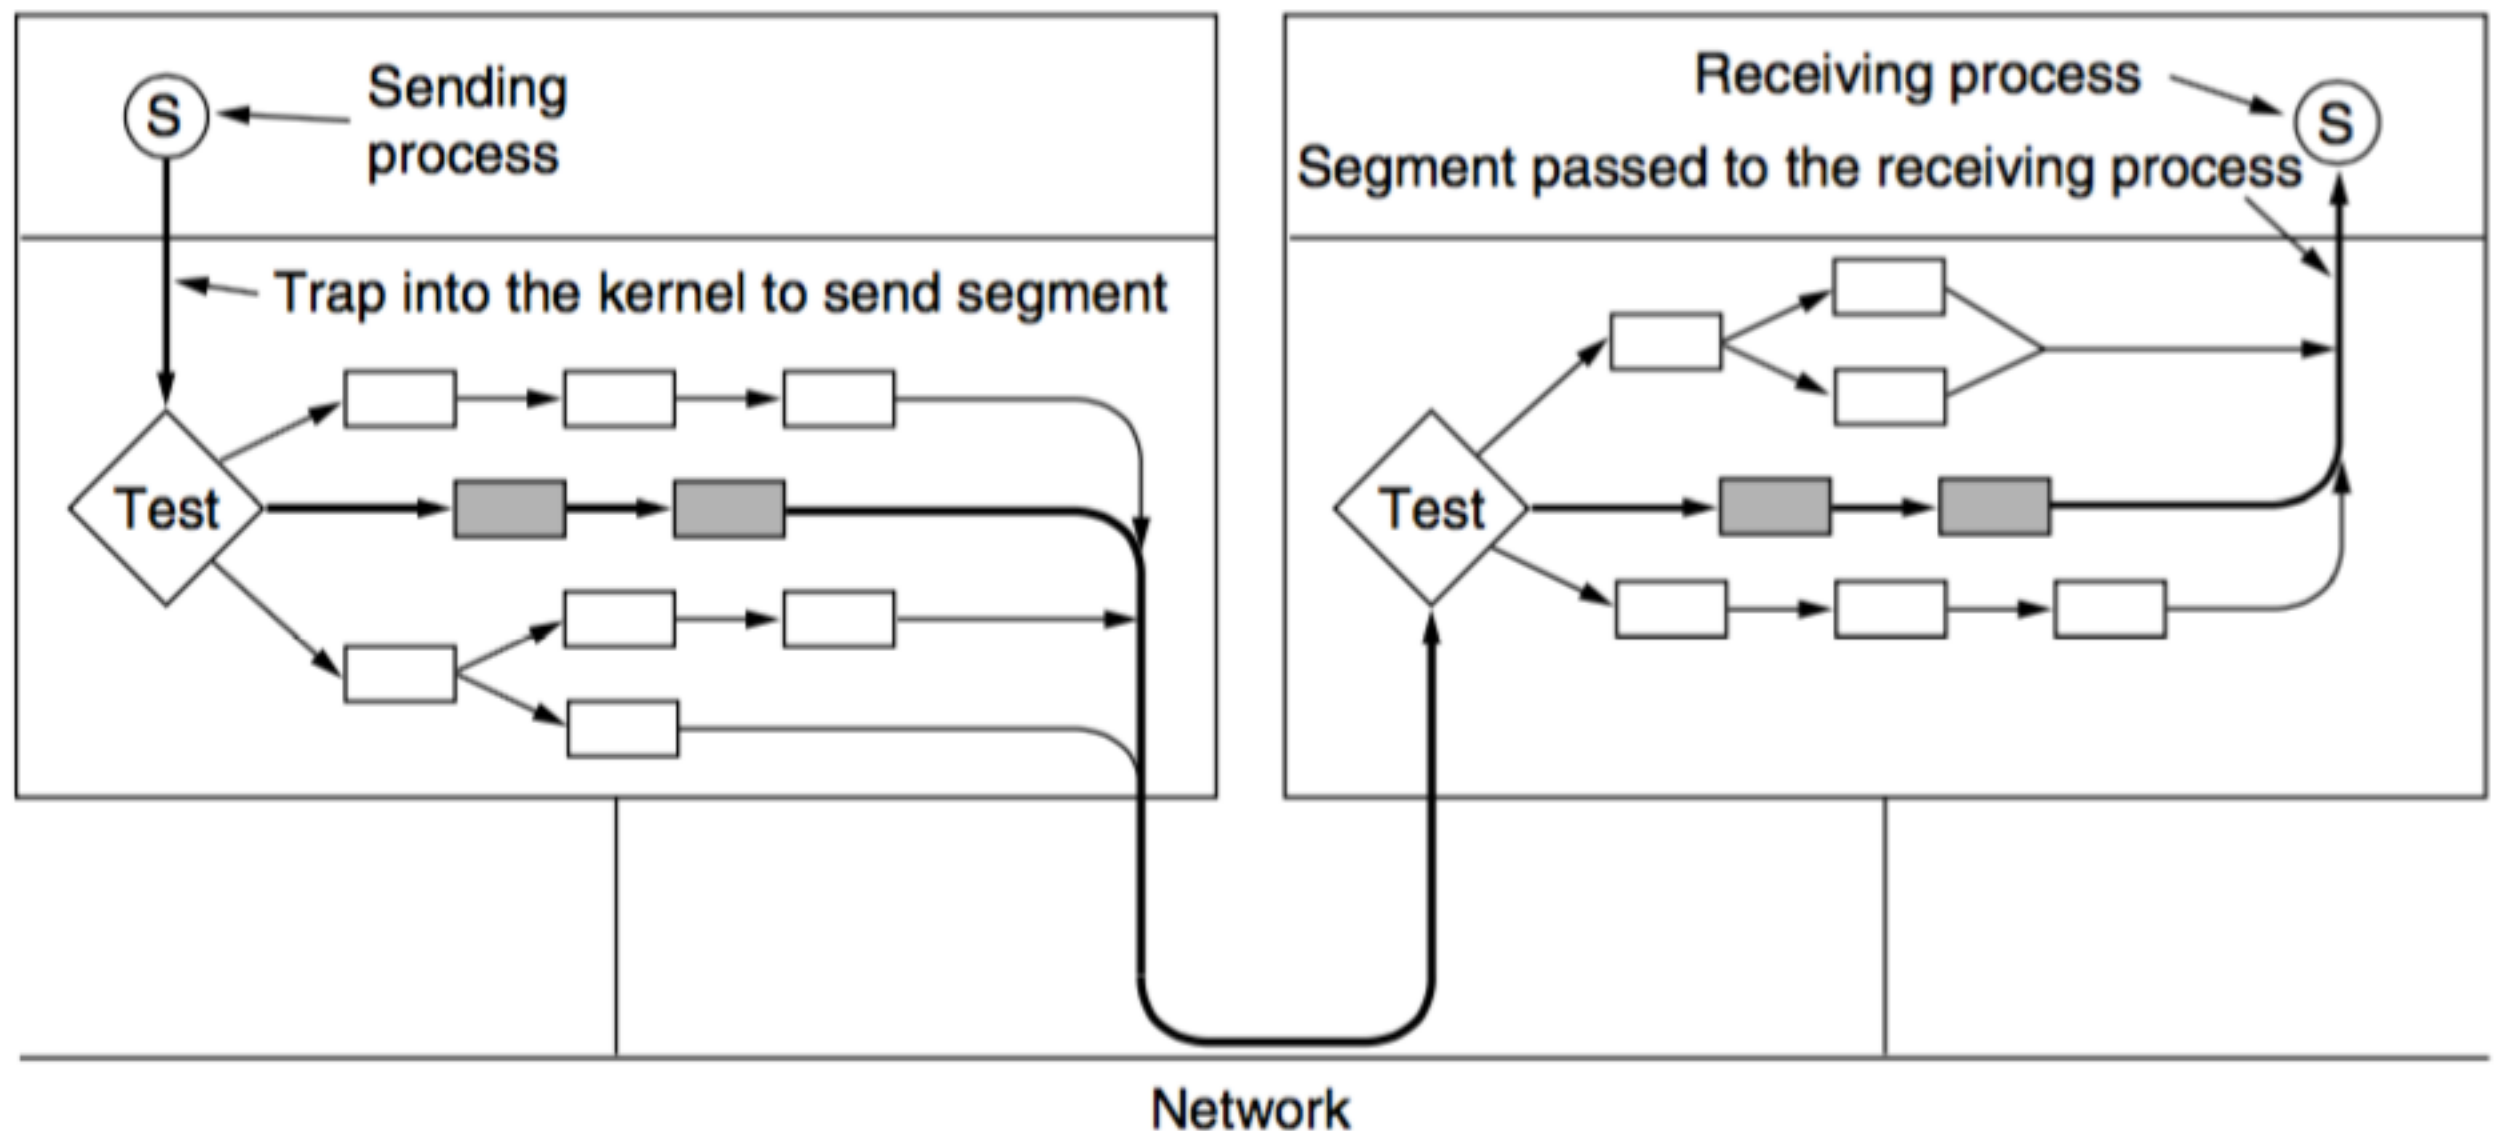 S
Sending
process
Trap into the kernel to send segment
Test
Receiving process
S
Segment passed to the receiving process
Test
Network